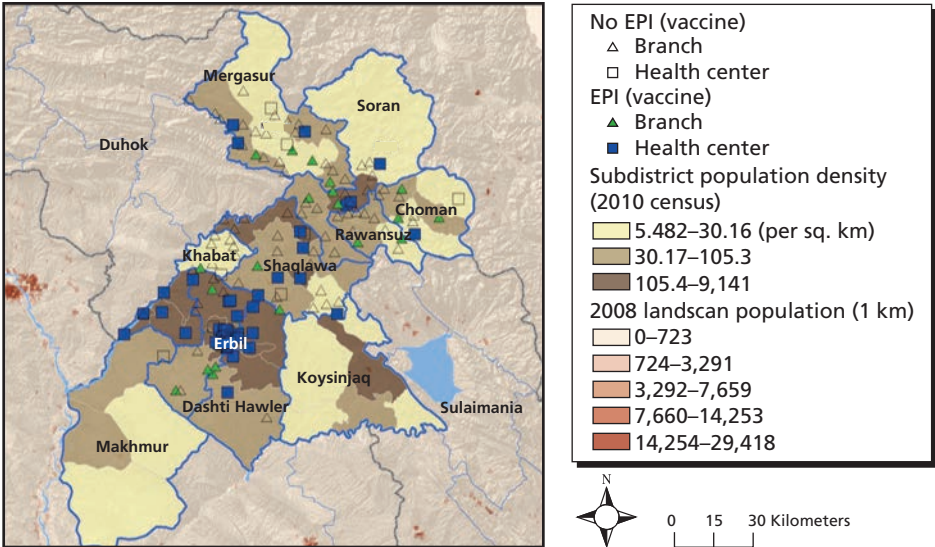 Mergasur
Soran
Duhok
Choman
Rawansuz
Khabat
Shaqlawa
Erbil
Koysinjaq
Dashti Hawler
Sulaimania
Makhmur
No EPI (vaccine)
Branch
Health center
EPI (vaccine)
Branch
Health center
Subdistrict population density
(2010 census)
5.482–30.16 (per sq. km)
30.17–105.3
105.4–9,141
2008 landscan population (1 km)
0–723
724–3,291
3,292–7,659
7,660–14,253
14,254–29,418
N
0 15 30 Kilometers